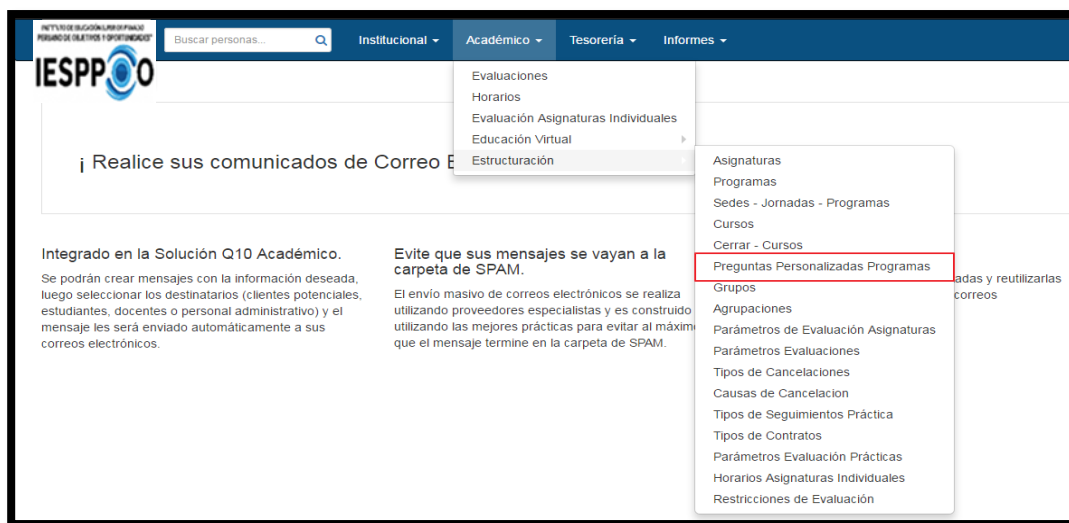 Buscar personas...
Institucional
Académico
Tesorería
Informes
IESPP
O
Evaluaciones
Horarios
Evaluación Asignaturas Individuales
Educación Virtual
Estructuración
Asignaturas
Programas
Sedes - Jornadas - Programas
Cursos
Cerrar - Cursos
Preguntas Personalizadas Programas
Grupos
Agrupaciones
Parámetros de Evaluación Asignaturas
Parámetros Evaluaciones
Tipos de Cancelaciones
Causas de Cancelacion
Tipos de Seguimientos Práctica
Tipos de Contratos
Parámetros Evaluación Prácticas
Horarios Asignaturas Individuales
Restricciones de Evaluación
¡ Realice sus comunicados de Correo E
Integrado en la Solución Q10 Académico.
Se podrán crear mensajes con la información deseada,
luego seleccionar los destinatarios (clientes potenciales,
estudiantes, docentes o personal administrativo) y el
mensaje les será enviado automáticamente a sus
correos electrónicos.
Evite que sus mensajes se vayan a la
carpeta de SPAM.
El envío masivo de correos electrónicos se realiza
utilizando proveedores especialistas y es construido
utilizando las mejores prácticas para evitar al máximo
que el mensaje termine en la carpeta de SPAM.
adas y reutilizarlas
correos